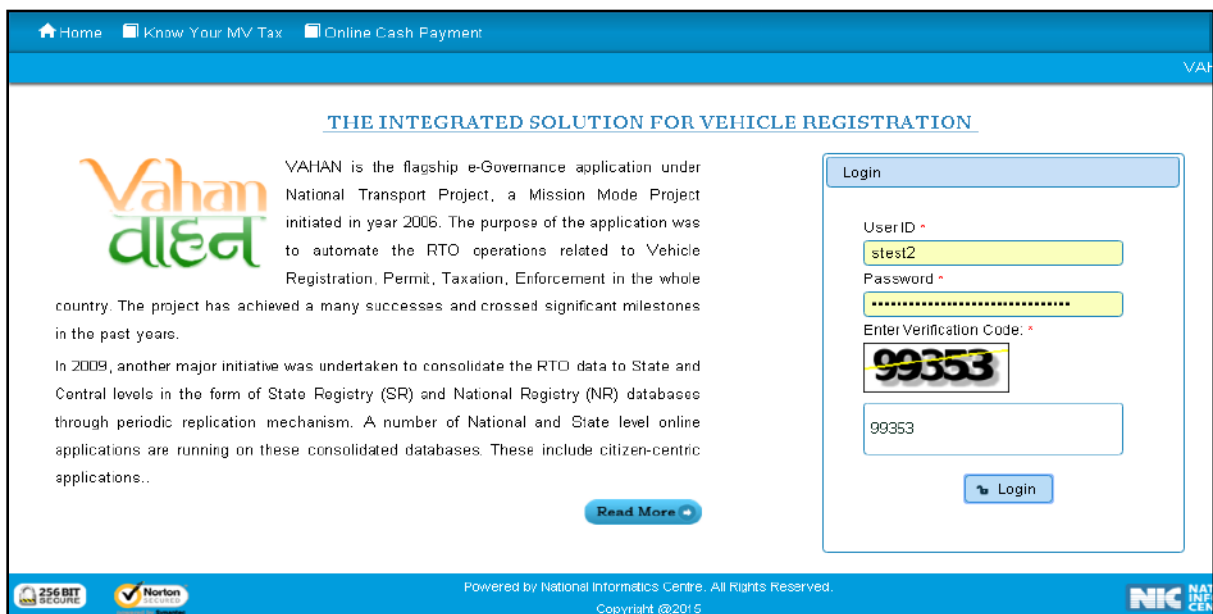 Home Know Your MV Tax Online Cash Payment
VAH
THE INTEGRATED SOLUTION FOR VEHICLE REGISTRATION
Vahan
वाहन
VAHAN is the flagship e-Governance application under
National Transport Project, a Mission Mode Project
initiated in year 2006. The purpose of the application was
to automate the RTO operations related to Vehicle
Registration, Permit, Taxation, Enforcement in the whole
country. The project has achieved a many successes and crossed significant milestones
in the past years.
In 2009, another major initiative was undertaken to consolidate the RTO data to State and
Central levels in the form of State Registry (SR) and National Registry (NR) databases
through periodic replication mechanism. A number of National and State level online
applications are running on these consolidated databases. These include citizen-centric
applications..
Read More
Login
User ID *
stest2
Password *
Enter Verification Code: *
99353
99353
Login
256 BIT
SECURE
Norton
SECURED
Powered by National Informatics Centre. All Rights Reserved.
Copyright @2015
NIC
NAT
INF
CEN